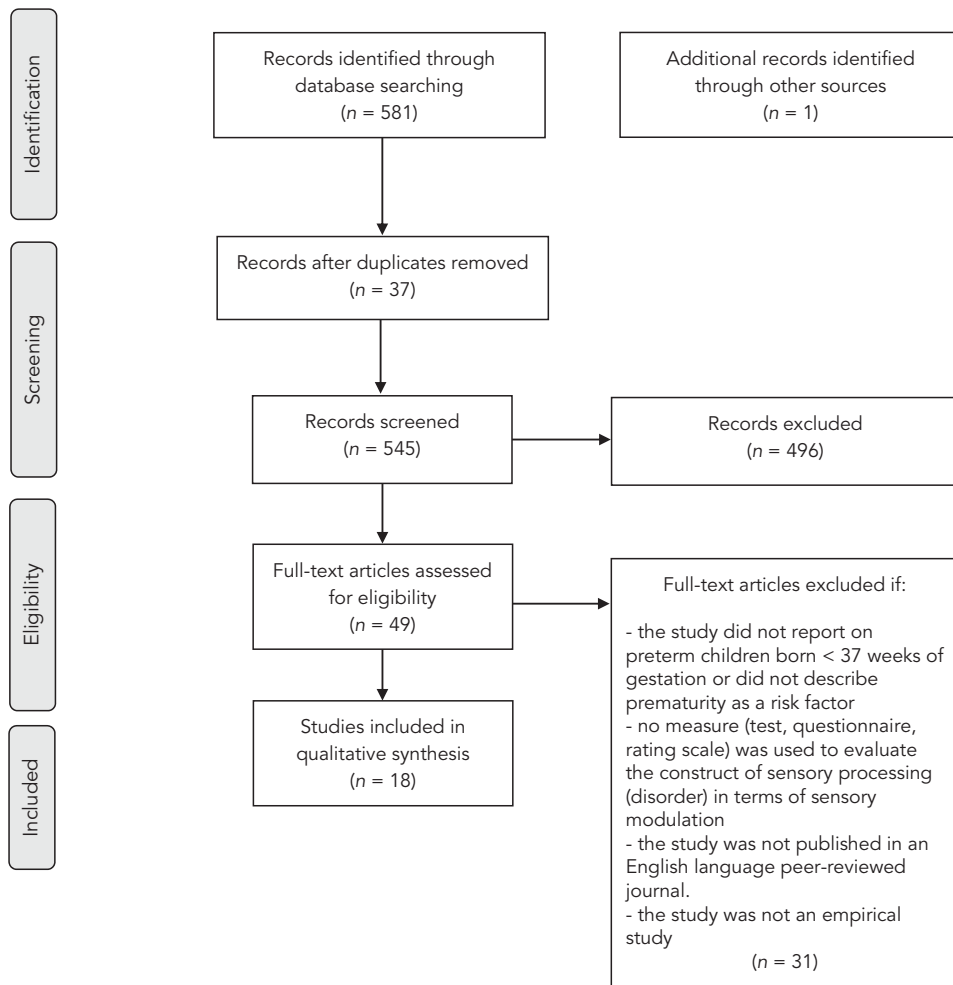 Identification
Records identified through
database searching
(n = 581)
Additional records identified
through other sources
(n = 1)
Screening
Records after duplicates removed
(n = 37)
Records screened
(n = 545)
Records excluded
(n = 496)
Eligibility
Full-text articles assessed
for eligibility
(n = 49)
Full-text articles excluded if:
- the study did not report on
preterm children born < 37 weeks of
gestation or did not describe
prematurity as a risk factor
- no measure (test, questionnaire,
rating scale) was used to evaluate
the construct of sensory processing
(disorder) in terms of sensory
modulation
- the study was not published in an
English language peer-reviewed
journal.
- the study was not an empirical
study
(n = 31)
Included
Studies included in
qualitative synthesis
(n = 18)